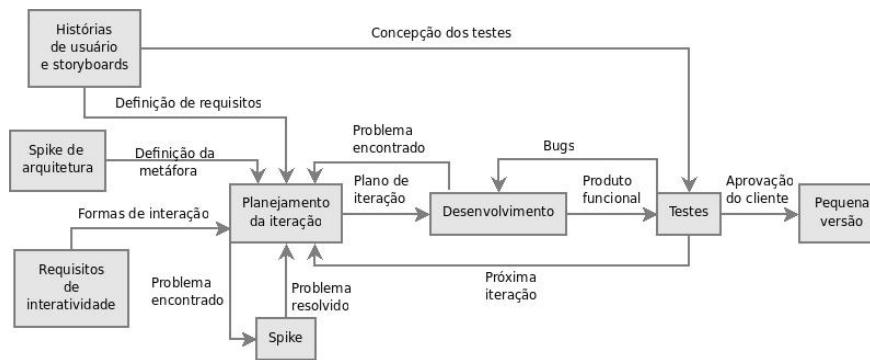 Histórias
de usuário
e storyboards
Concepção dos testes
Definição de requisitos
Spike de
arquitetura
Definição da
metáfora
Problema
encontrado
Bugs
Formas de interação
Planejamento
da iteração
Plano de
iteração
Desenvolvimento
Produto
funcional
Testes
Aprovação
do cliente
Pequena
versão
Requisitos
de
interatividade
Problema
encontrado
Problema
resolvido
Próxima
iteração
Spike